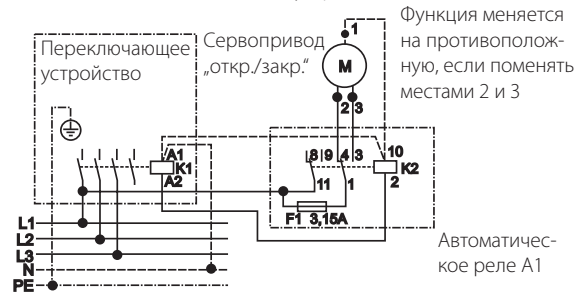 Переключающее
устройство
Сервопривод
„откр./закр.“
Функция меняется
на противополож-
ную, если поменять
местами 2 и 3
1
M
2 3
A1
K1
A2
8 9 4 3
10
K2
2
11
1
F1 3,15A
L1
L2
L3
N
PE
Автоматичес-
кое реле A1